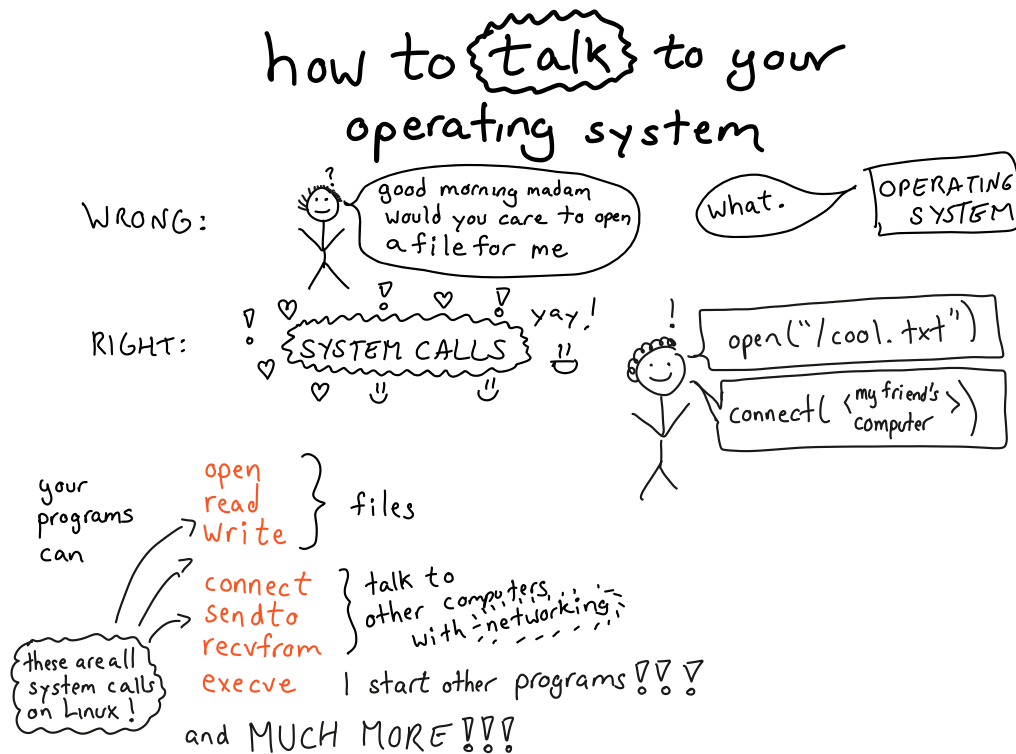 how to talk to your
operating system
WRONG:
?
good morning madam
would you care to open
a file for me
what.
OPERATING
SYSTEM
RIGHT:
! ! !
SYSTEM CALLS
yay!
!
open("/cool.txt")
connect( <my friend's
computer> )
your
programs
can
open
read
write
files
connect
sendto
recvfrom
talk to
other computers
with networking
execve | start other programs!!!
these are all
system calls
on Linux!
and MUCH MORE!!!